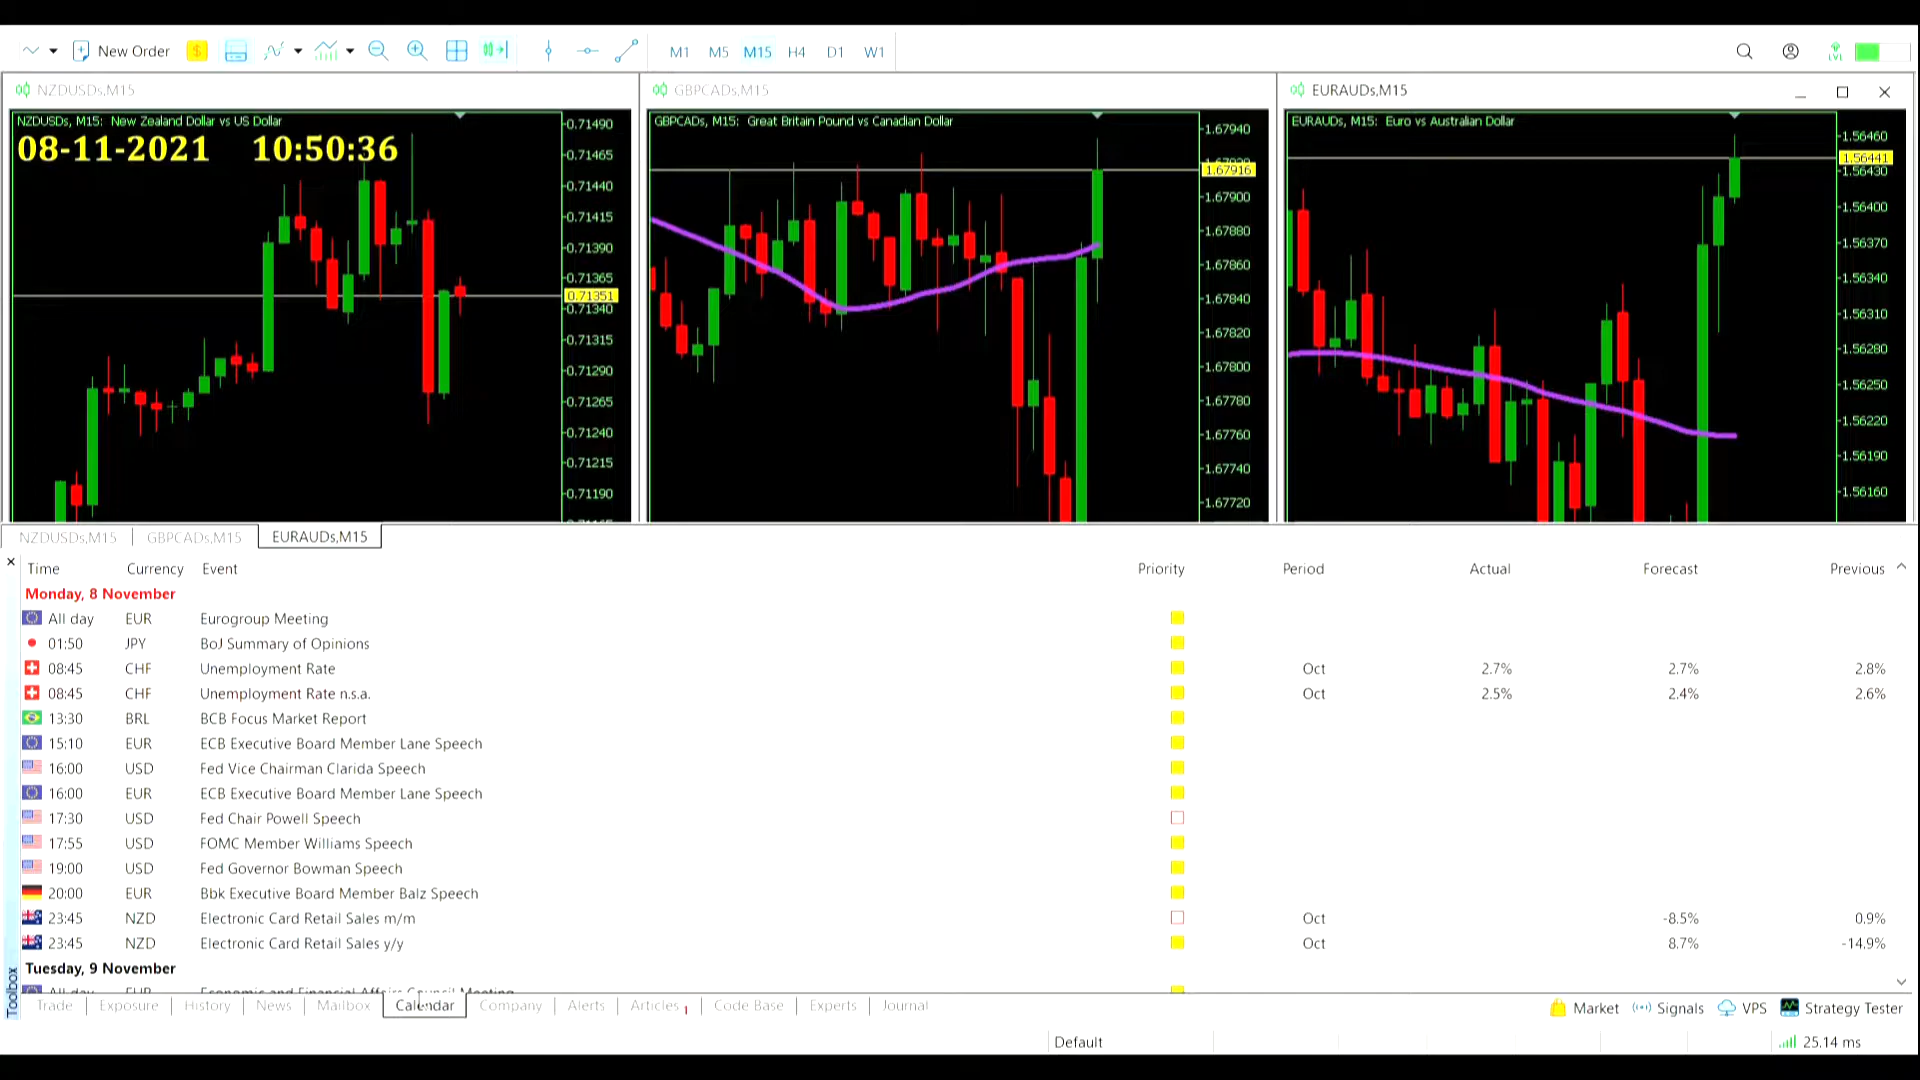 New Order
M1 M5 M15 H4 D1 W1
LVL
NZDUSDs,M15
GBPCADs,M15
EURAUDs,M15
NZDUSDs, M15: New Zealand Dollar vs US Dollar
08-11-2021 10:50:36
0.71490
0.71465
0.71440
0.71415
0.71390
0.71365
0.71351
0.71340
0.71315
0.71290
0.71265
0.71240
0.71215
0.71190
GBPCADs, M15: Great Britain Pound vs Canadian Dollar
1.67940
1.67916
1.67900
1.67880
1.67860
1.67840
1.67820
1.67800
1.67780
1.67760
1.67740
1.67720
EURAUDs, M15: Euro vs Australian Dollar
1.56460
1.56441
1.56430
1.56400
1.56370
1.56340
1.56310
1.56280
1.56250
1.56220
1.56190
1.56160
NZDUSDs,M15 GBPCADs,M15 EURAUDs,M15
Time Currency Event Priority Period Actual Forecast Previous
Monday, 8 November
All day EUR Eurogroup Meeting
01:50 JPY BoJ Summary of Opinions
08:45 CHF Unemployment Rate Oct 2.7% 2.7% 2.8%
08:45 CHF Unemployment Rate n.s.a. Oct 2.5% 2.4% 2.6%
13:30 BRL BCB Focus Market Report
15:10 EUR ECB Executive Board Member Lane Speech
16:00 USD Fed Vice Chairman Clarida Speech
16:00 EUR ECB Executive Board Member Lane Speech
17:30 USD Fed Chair Powell Speech
17:55 USD FOMC Member Williams Speech
19:00 USD Fed Governor Bowman Speech
20:00 EUR Bbk Executive Board Member Balz Speech
23:45 NZD Electronic Card Retail Sales m/m Oct -8.5% 0.9%
23:45 NZD Electronic Card Retail Sales y/y Oct 8.7% -14.9%
Tuesday, 9 November
All day EUR Economic and Financial Affairs Council Meeting
Toolbox
Trade Exposure History News Mailbox Calendar Company Alerts Articles 1 Code Base Experts Journal
Market Signals VPS Strategy Tester
Default
25.14 ms